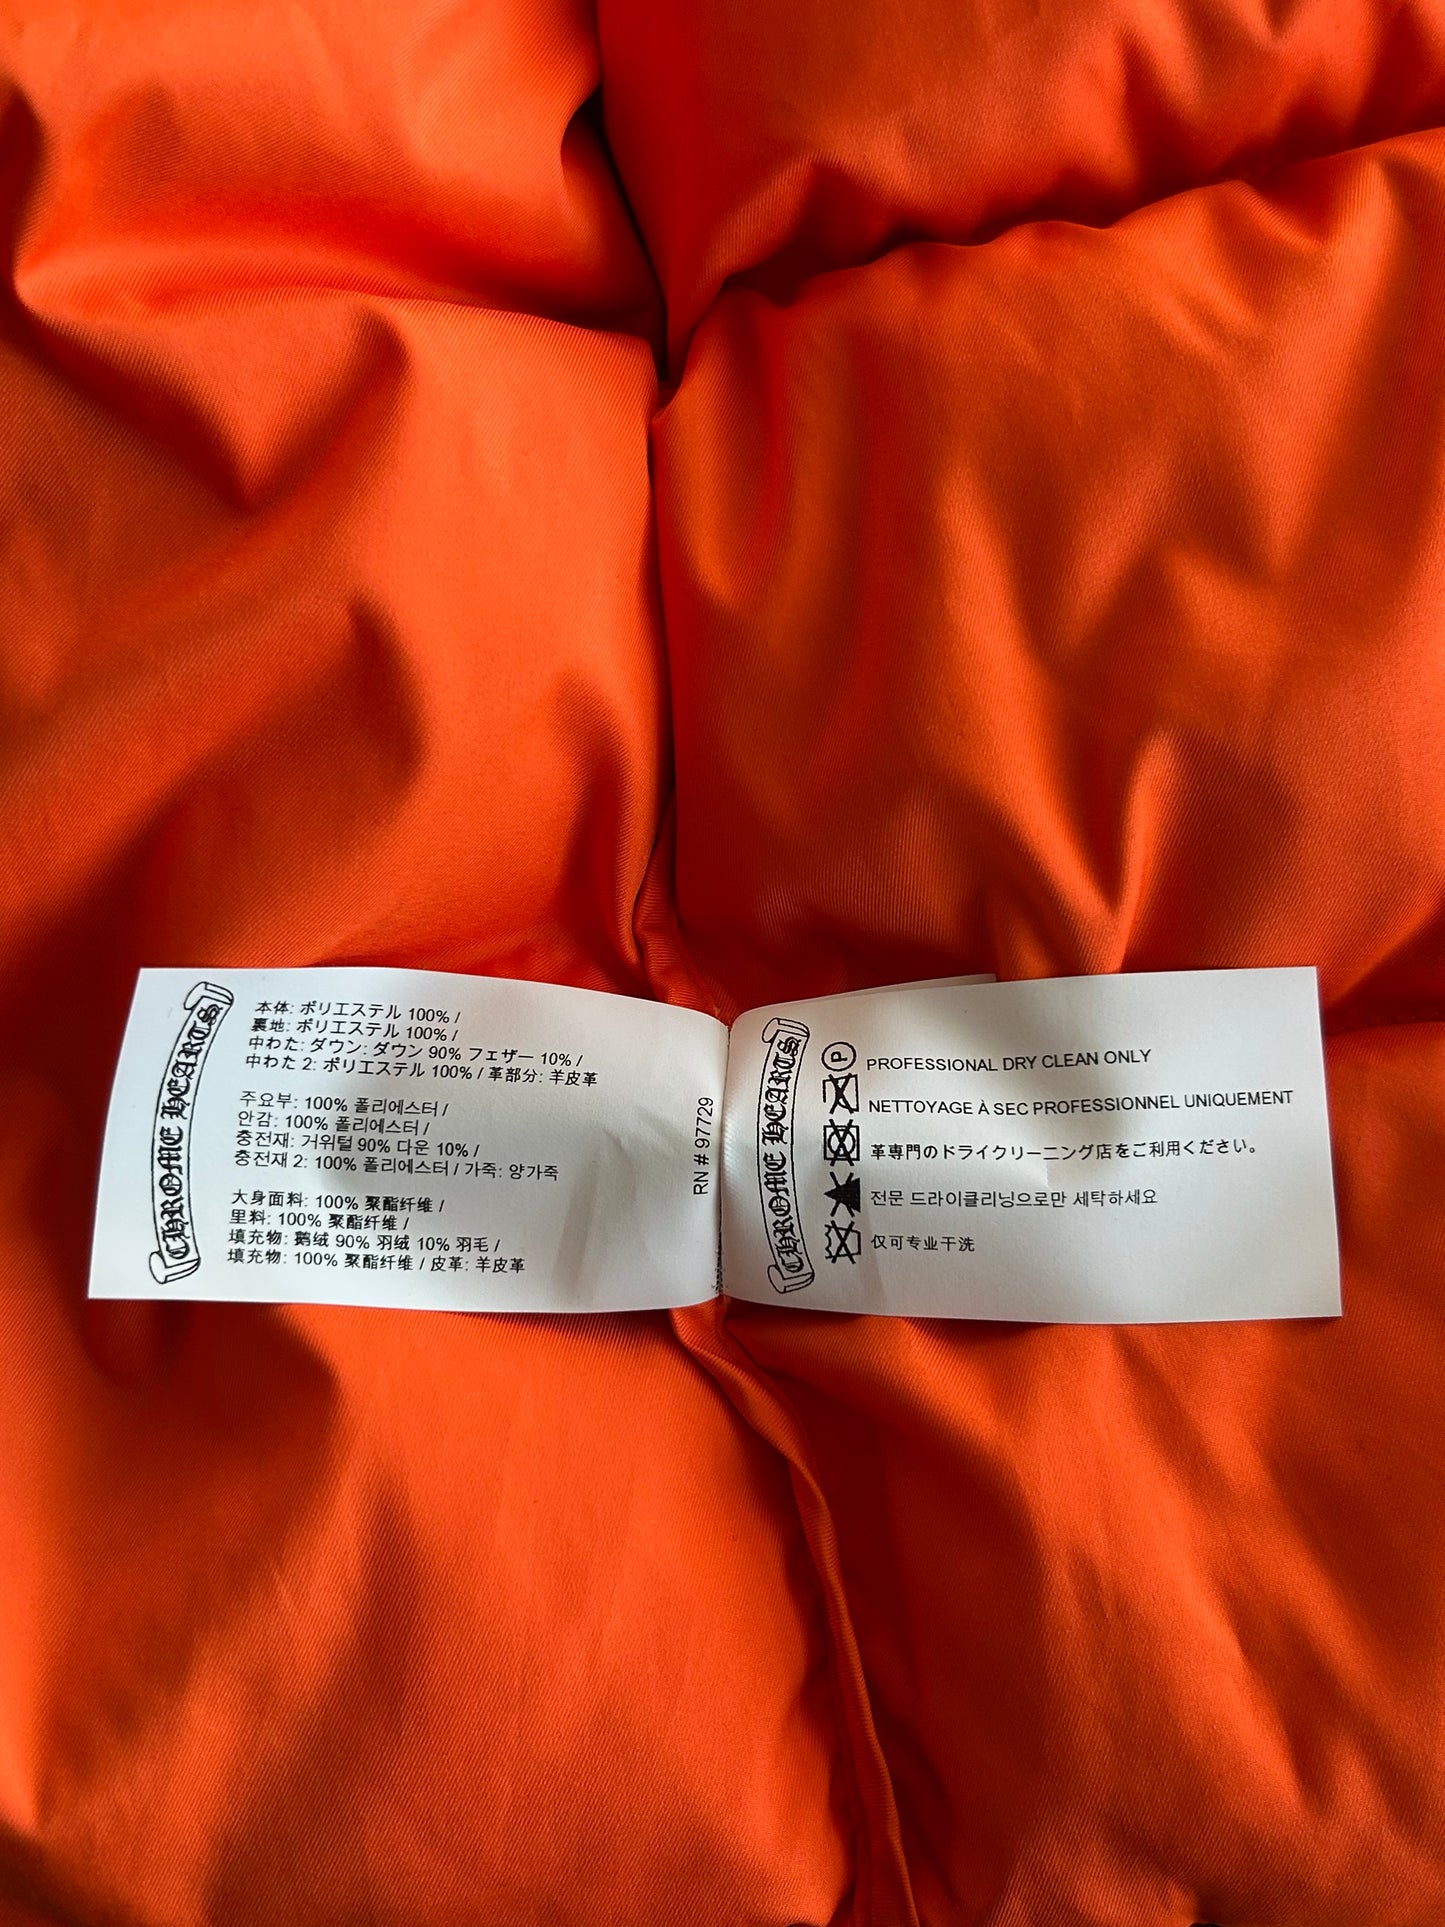 CHROME HEARTS
本体: ポリエステル 100% /
裏地: ポリエステル 100% /
中わた: ダウン: ダウン 90% フェザー 10% /
中わた 2: ポリエステル 100% / 革部分: 羊皮革
주요부: 100% 폴리에스터 /
안감: 100% 폴리에스터 /
충전재: 거위털 90% 다운 10% /
충전재 2: 100% 폴리에스터 / 가죽: 양가죽
大身面料: 100% 聚酯纤维 /
里料: 100% 聚酯纤维 /
填充物: 鹅绒 90% 羽绒 10% 羽毛 /
填充物: 100% 聚酯纤维 / 皮革: 羊皮革
RN # 97729
CHROME HEARTS
P PROFESSIONAL DRY CLEAN ONLY
NETTOYAGE À SEC PROFESSIONNEL UNIQUEMENT
革専門のドライクリーニング店をご利用ください。
전문 드라이클리닝으로만 세탁하세요
仅可专业干洗